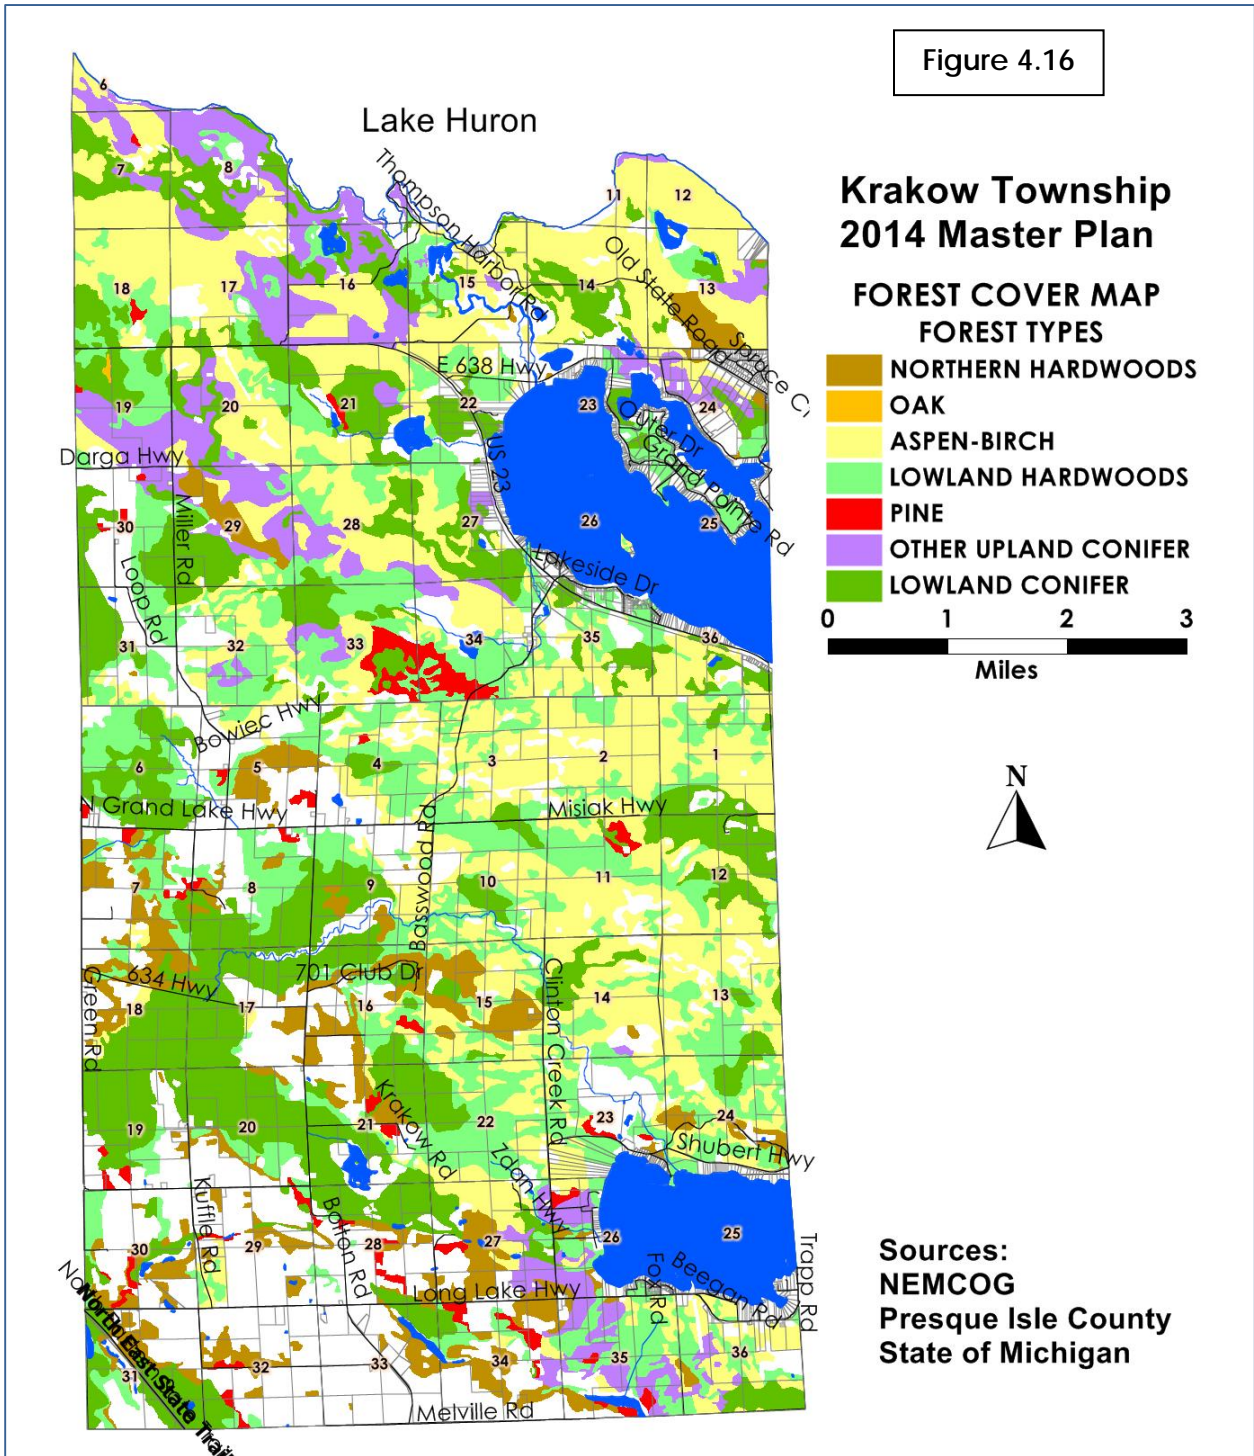 Figure 4.16
Lake Huron
Krakow Township
2014 Master Plan
FOREST COVER MAP
FOREST TYPES
NORTHERN HARDWOODS
OAK
ASPEN-BIRCH
LOWLAND HARDWOODS
PINE
OTHER UPLAND CONIFER
LOWLAND CONIFER
0 1 2 3
Miles
N
Sources:
NEMCOG
Presque Isle County
State of Michigan
6
7
8
11
12
Thompson Harbor Rd
Old State Road
18
17
16
15
14
13
E 638 Hwy
19
20
21
22
23
24
Outer Dr
Grand Pointe Rd
Darga Hwy
US 23
Miller Rd
30
29
28
27
26
25
Loop Rd
Lakeside Dr
31
32
33
34
35
36
Bowiec Hwy
6
5
4
3
2
1
N Grand Lake Hwy
Misiak Hwy
Basswood Rd
7
8
9
10
11
12
634 Hwy
701 Club Dr
Green Rd
18
17
16
15
14
13
Clinton Creek Rd
Krakow Rd
19
20
21
22
23
24
Shubert Hwy
Zdan Hwy
Kuffle Rd
Bolton Rd
30
29
28
27
26
25
Long Lake Hwy
Fox Rd
Beegan Rd
Trapp Rd
North East State Trail
31
32
33
34
35
36
Melville Rd